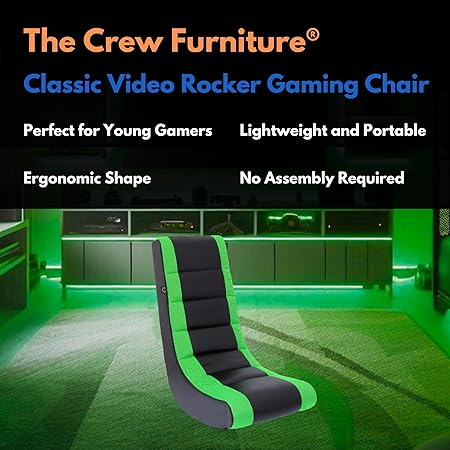 The Crew Furniture®
Classic Video Rocker Gaming Chair
Perfect for Young Gamers
Lightweight and Portable
Ergonomic Shape
No Assembly Required